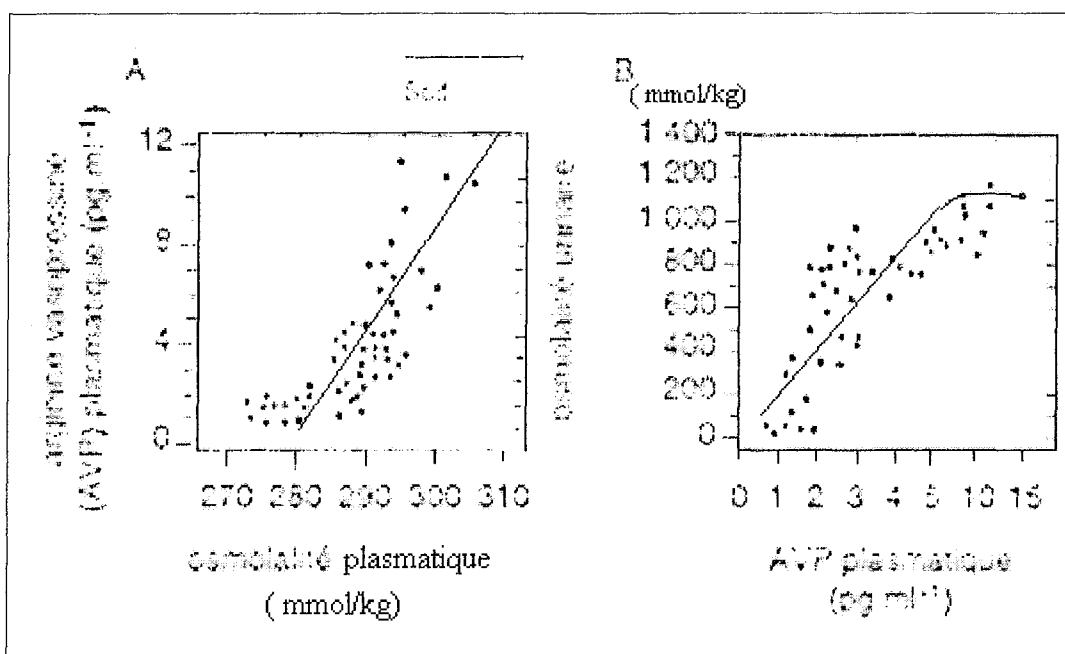 A
Soif
arginine vasopressine
(AVP) plasmatique (pg ml⁻¹)
12
8
4
0
270 280 290 300 310
osmolalité plasmatique
( mmol/kg)
B
( mmol/kg)
osmolalité urinaire
1 400
1 200
1 000
800
600
400
200
0
0 1 2 3 4 5 10 15
AVP plasmatique
(pg ml⁻¹)